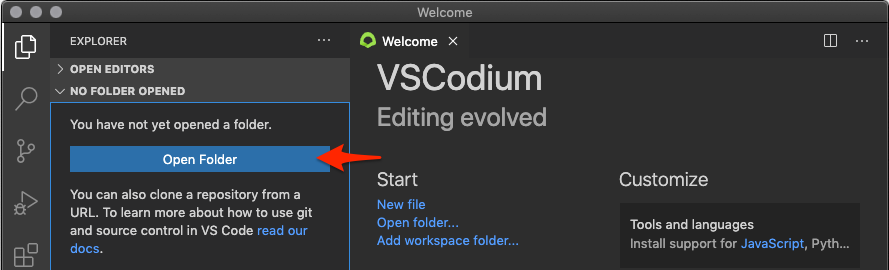 Welcome
EXPLORER
OPEN EDITORS
NO FOLDER OPENED
You have not yet opened a folder.
Open Folder
You can also clone a repository from a
URL. To learn more about how to use git
and source control in VS Code read our
docs.
Welcome
VSCodium
Editing evolved
Start
New file
Open folder...
Add workspace folder...
Customize
Tools and languages
Install support for JavaScript, Pyth...